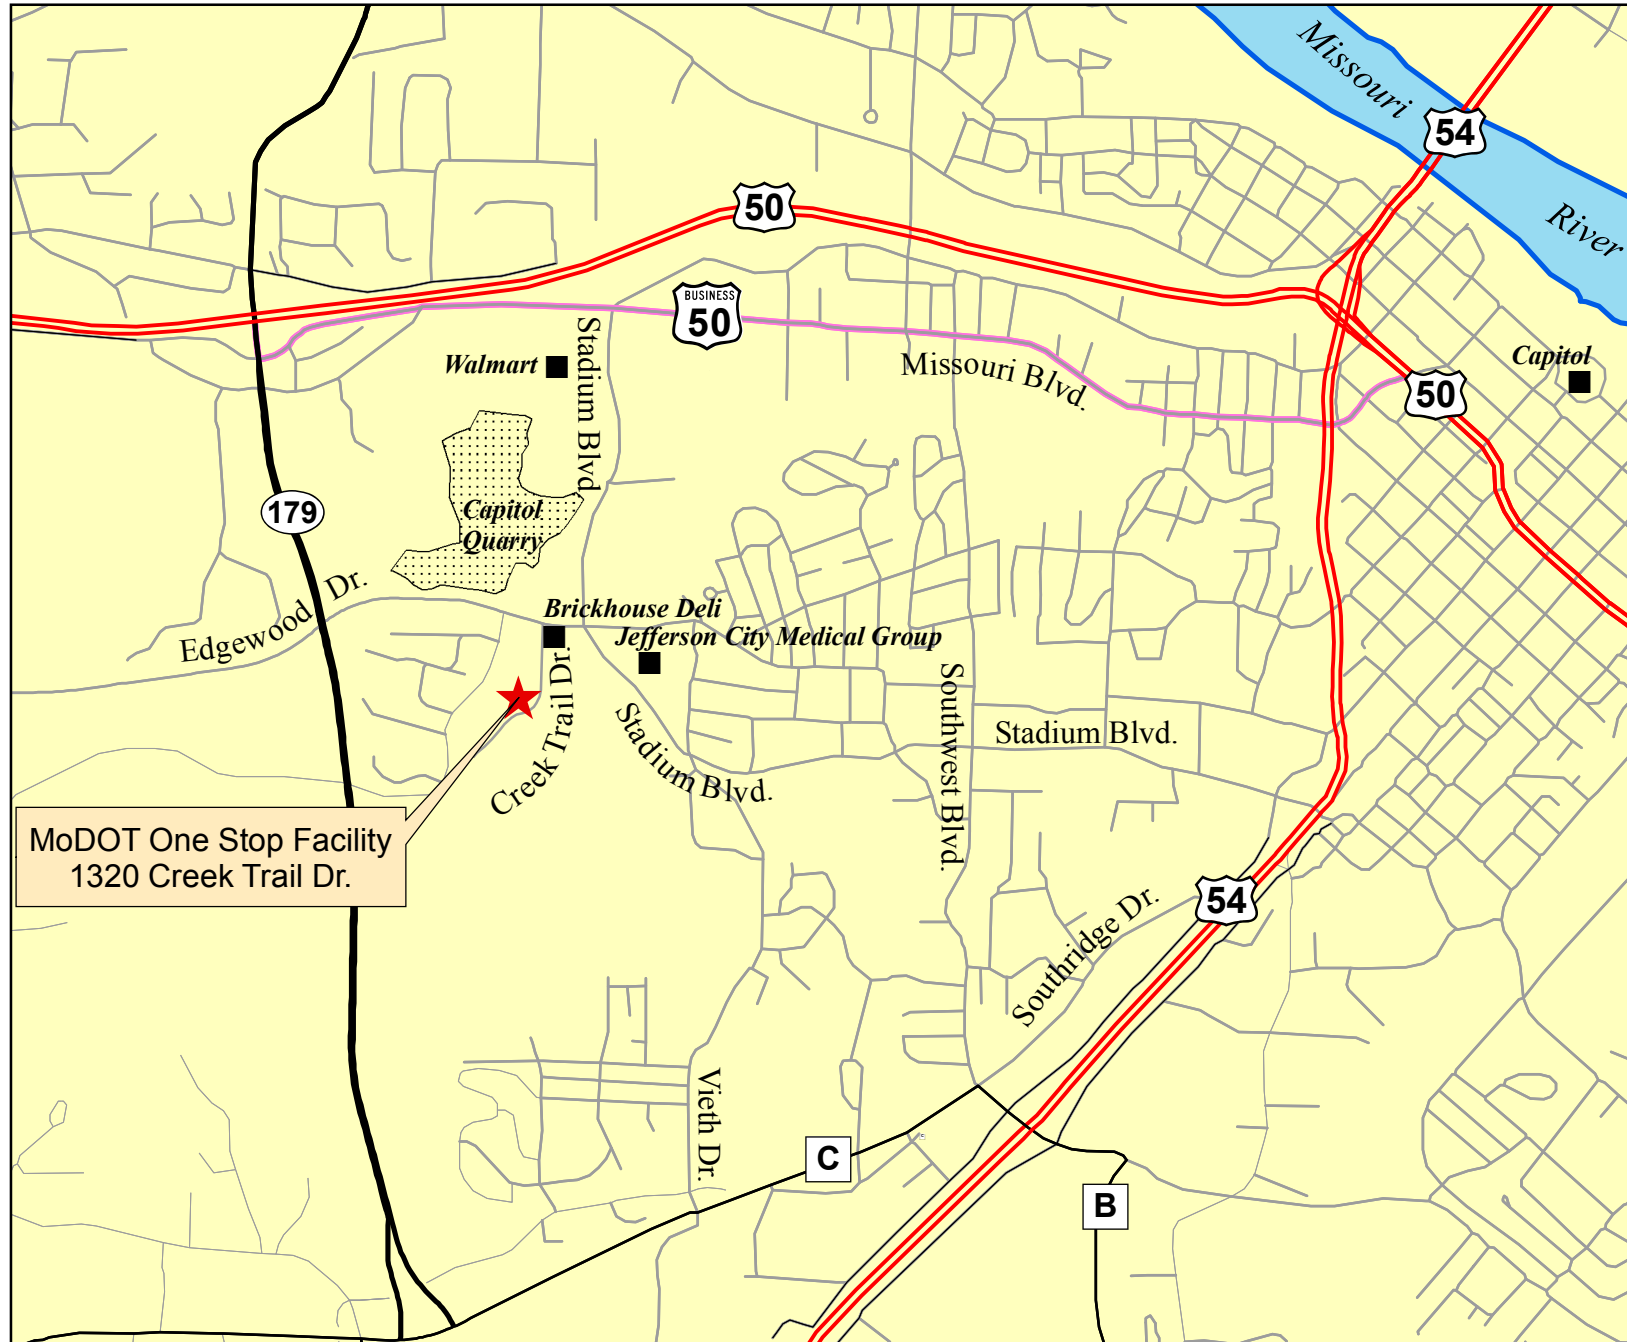 Missouri
River
54
50
BUSINESS
50
Missouri Blvd.
Capitol
50
Walmart
Stadium Blvd
179
Capitol
Quarry
Edgewood Dr.
Brickhouse Deli
Jefferson City Medical Group
Creek Trail Dr.
Stadium Blvd.
Southwest Blvd.
Stadium Blvd.
MoDOT One Stop Facility
1320 Creek Trail Dr.
54
Southridge Dr.
Vieth Dr.
C
B